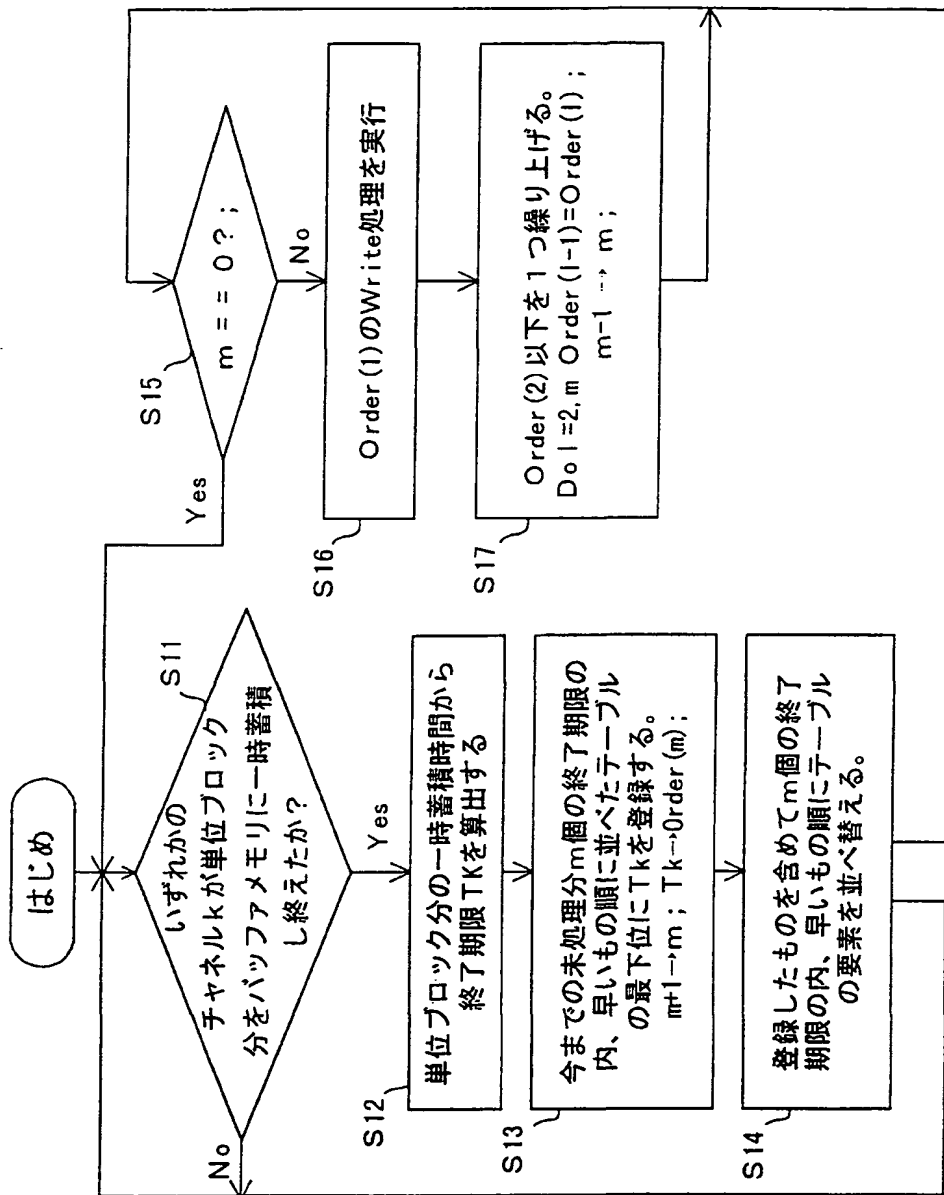 はじめ
S11
いずれかの
チャネルkが単位ブロック
分をバッファメモリに一時蓄積
し終えたか?
No
Yes
S12
単位ブロック分の一時蓄積時間から
終了期限TKを算出する
S13
今までの未処理分m個の終了期限の
内、早いもの順に並べたテーブル
の最下位にTkを登録する。
m+1→m; Tk→Order(m);
S14
登録したものを含めてm個の終了
期限の内、早いもの順にテーブル
の要素を並べ替える。
S15
m==0?;
Yes
No
S16
Order(1)のWrite処理を実行
S17
Order(2)以下を1つ繰り上げる。
Do l=2,m Order(l-1)=Order(l);
m-1→m;